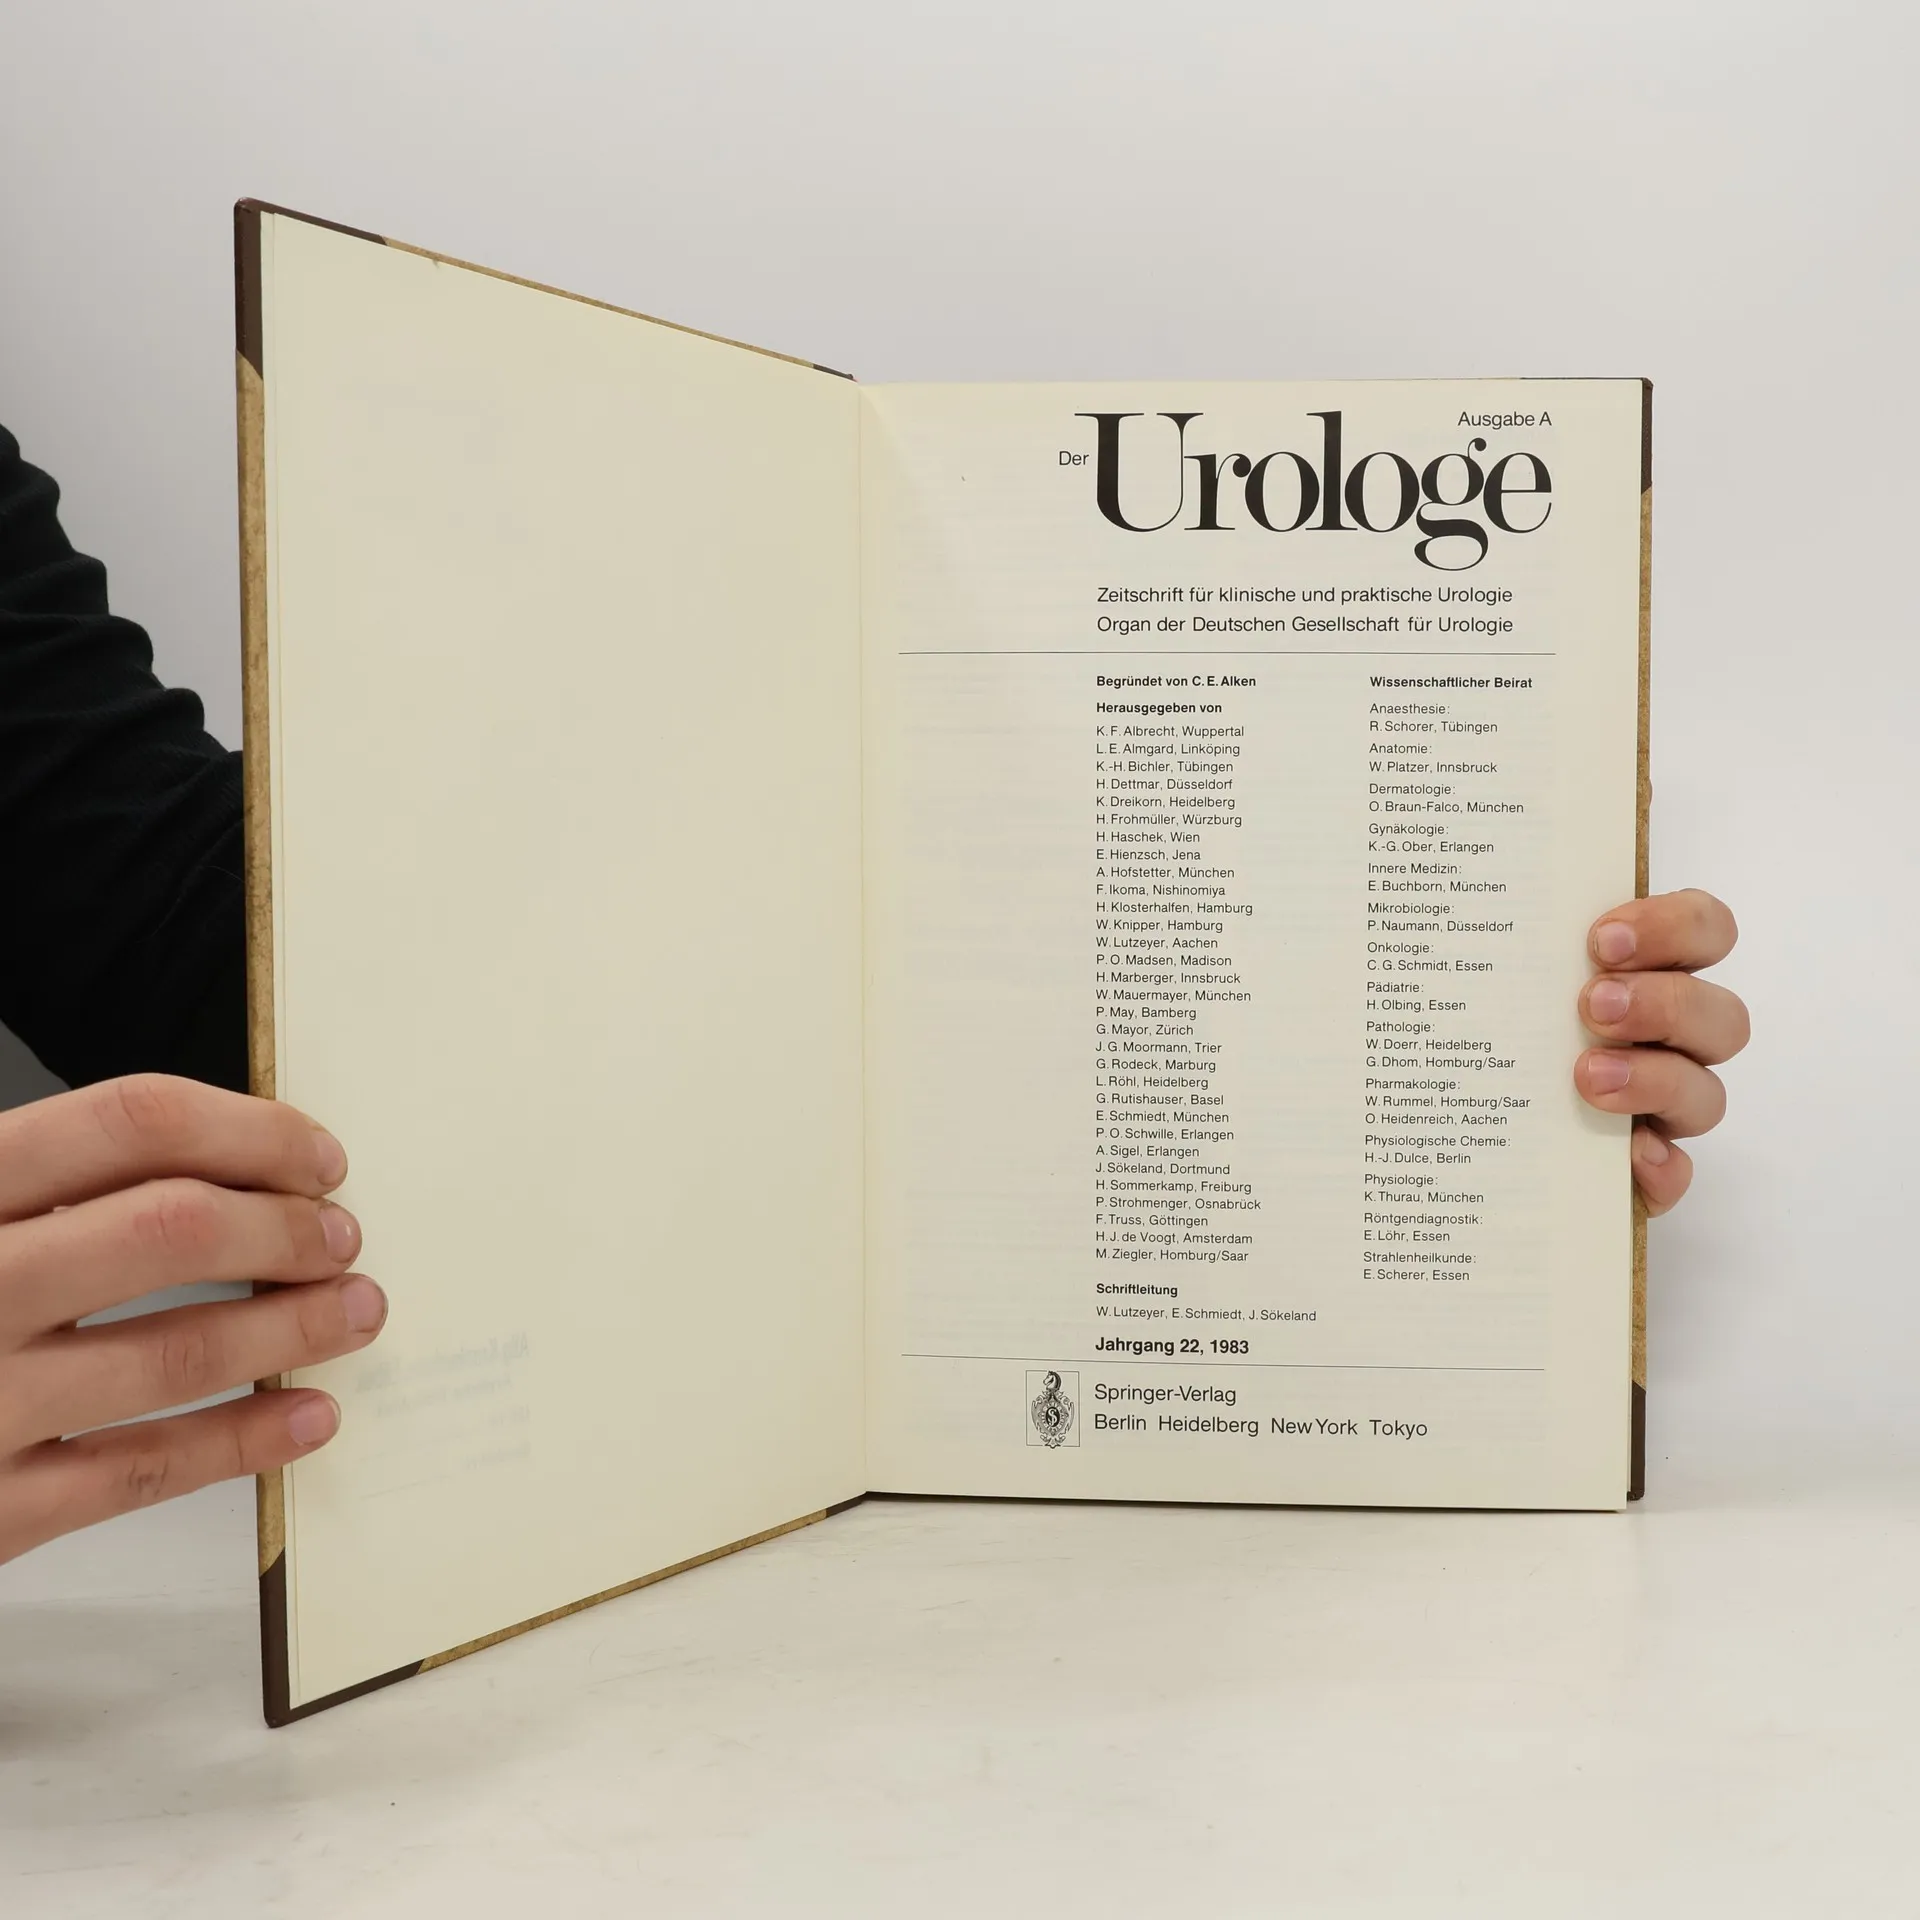 Ausgabe A
Der Urologe
Zeitschrift für klinische und praktische Urologie
Organ der Deutschen Gesellschaft für Urologie
Begründet von C. E. Alken
Herausgegeben von
K. F. Albrecht, Wuppertal
L. E. Almgard, Linköping
K.-H. Bichler, Tübingen
H. Dettmar, Düsseldorf
K. Dreikorn, Heidelberg
H. Frohmüller, Würzburg
H. Haschek, Wien
E. Hienzsch, Jena
A. Hofstetter, München
F. Ikoma, Nishinomiya
H. Klosterhalfen, Hamburg
W. Knipper, Hamburg
W. Lutzeyer, Aachen
P. O. Madsen, Madison
H. Marberger, Innsbruck
W. Mauermayer, München
P. May, Bamberg
G. Mayor, Zürich
J. G. Moormann, Trier
G. Rodeck, Marburg
L. Röhl, Heidelberg
G. Rutishauser, Basel
E. Schmiedt, München
P. O. Schwille, Erlangen
A. Sigel, Erlangen
J. Sökeland, Dortmund
H. Sommerkamp, Freiburg
P. Strohmenger, Osnabrück
F. Truss, Göttingen
H. J. de Voogt, Amsterdam
M. Ziegler, Homburg/Saar
Wissenschaftlicher Beirat
Anaesthesie:
R. Schorer, Tübingen
Anatomie:
W. Platzer, Innsbruck
Dermatologie:
O. Braun-Falco, München
Gynäkologie:
K.-G. Ober, Erlangen
Innere Medizin:
E. Buchborn, München
Mikrobiologie:
P. Naumann, Düsseldorf
Onkologie:
C. G. Schmidt, Essen
Pädiatrie:
H. Olbing, Essen
Pathologie:
W. Doerr, Heidelberg
G. Dhom, Homburg/Saar
Pharmakologie:
W. Rummel, Homburg/Saar
O. Heidenreich, Aachen
Physiologische Chemie:
H.-J. Dulce, Berlin
Physiologie:
K. Thurau, München
Röntgendiagnostik:
E. Löhr, Essen
Strahlenheilkunde:
E. Scherer, Essen
Schriftleitung
W. Lutzeyer, E. Schmiedt, J. Sökeland
Jahrgang 22, 1983
Springer-Verlag
Berlin Heidelberg New York Tokyo